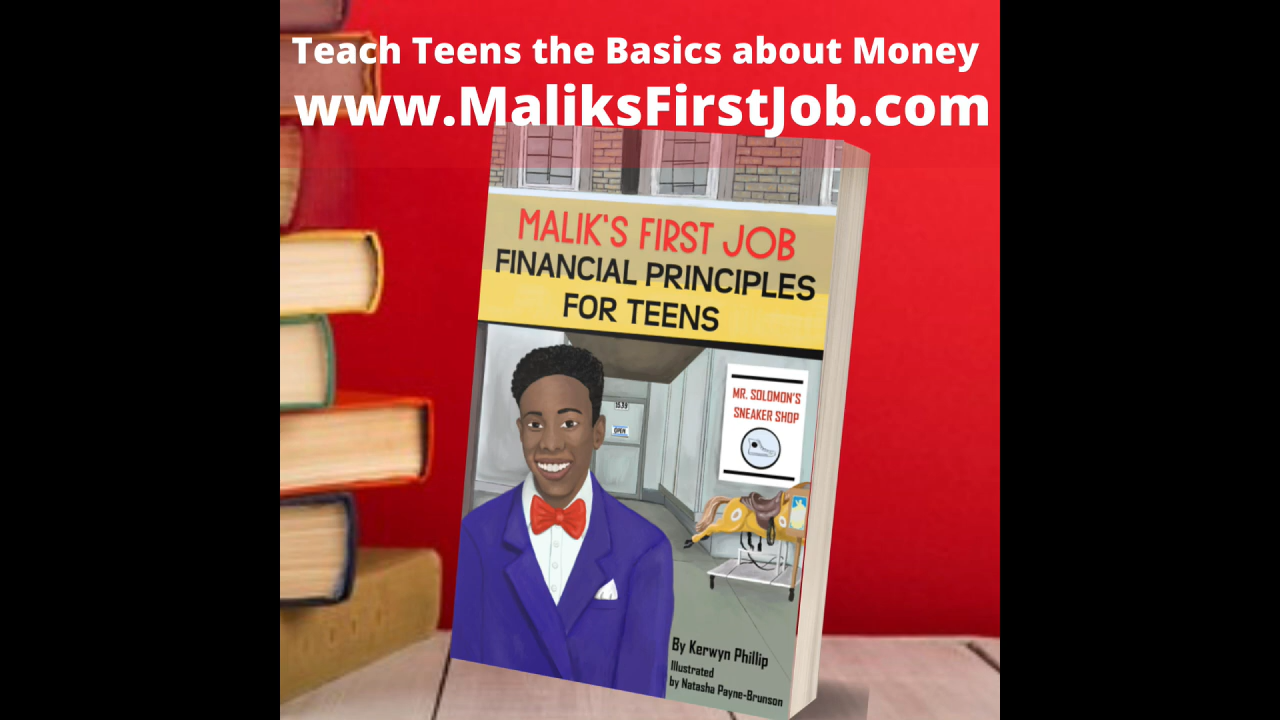 Teach Teens the Basics about Money
www.MaliksFirstJob.com
MALIK'S FIRST JOB
FINANCIAL PRINCIPLES
FOR TEENS
OPEN
MR. SOLOMON'S
SNEAKER SHOP
By Kerwyn Phillip
Illustrated
by Natasha Payne-Brunson